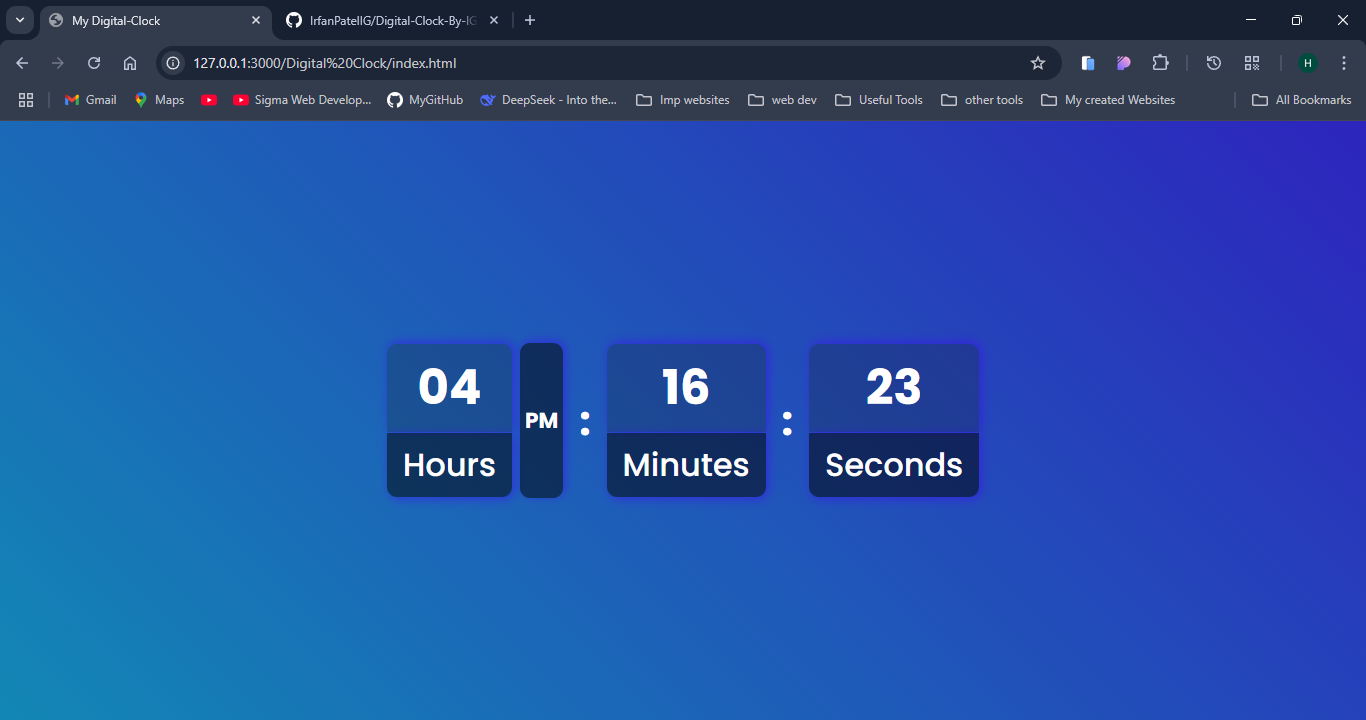 My Digital-Clock
IrfanPatelIG/Digital-Clock-By-IG
127.0.0.1:3000/Digital%20Clock/index.html
H
Gmail Maps Sigma Web Develop... MyGitHub DeepSeek - Into the... Imp websites web dev Useful Tools other tools My created Websites All Bookmarks
04 PM : 16 : 23
Hours Minutes Seconds